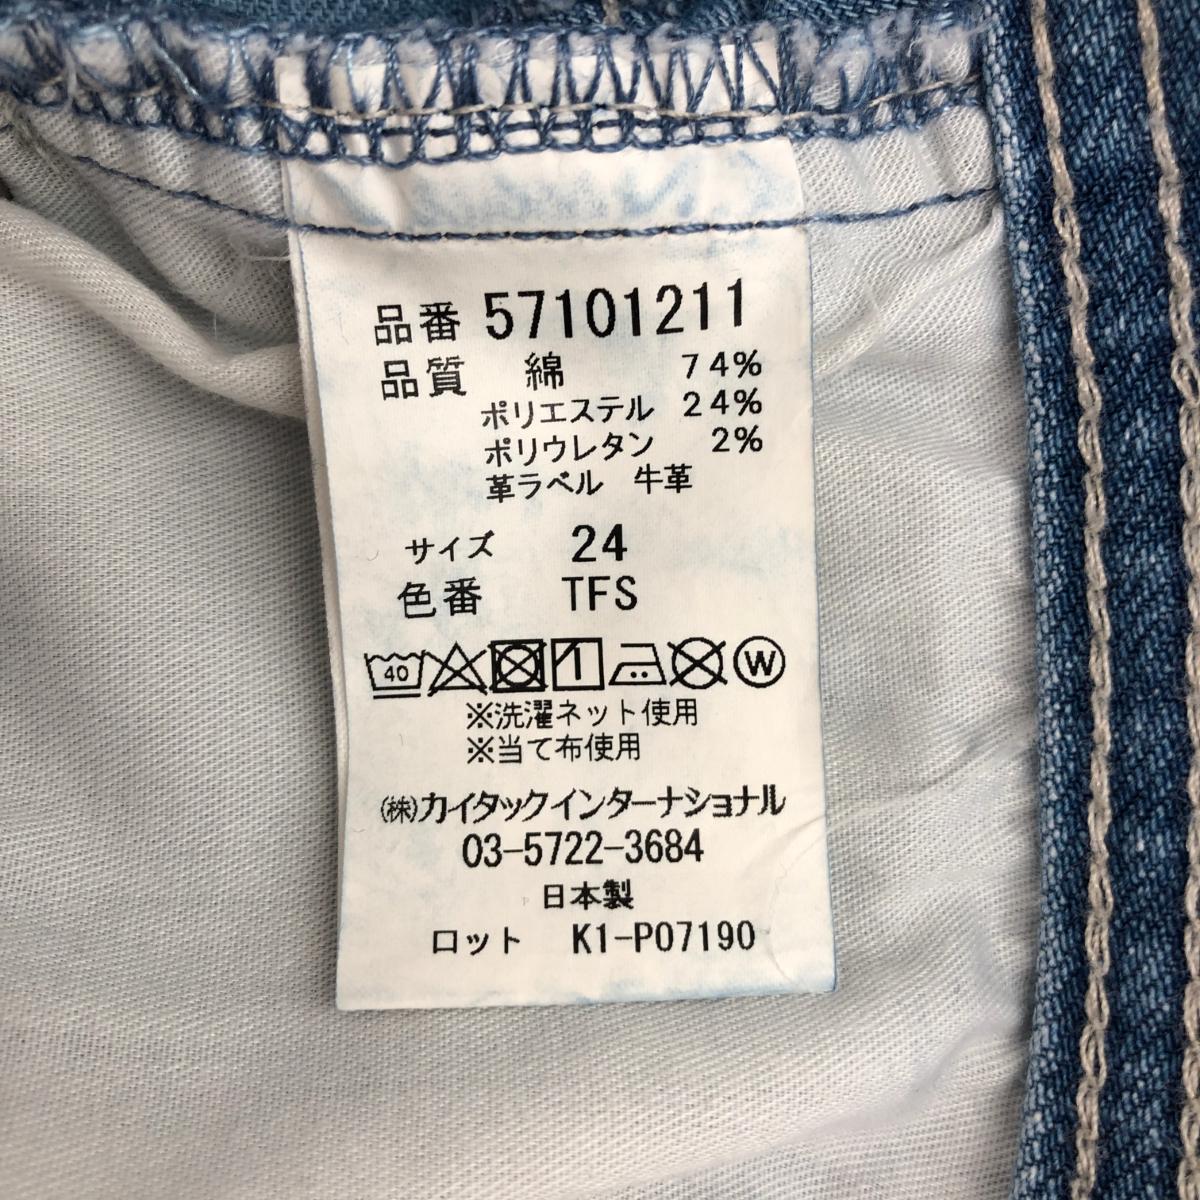 品番 57101211
品質 綿 74%
ポリエステル 24%
ポリウレタン 2%
革ラベル 牛革
サイズ 24
色番 TFS
40 W
※洗濯ネット使用
※当て布使用
㈱カイタックインターナショナル
03-5722-3684
日本製
ロット K1-P07190